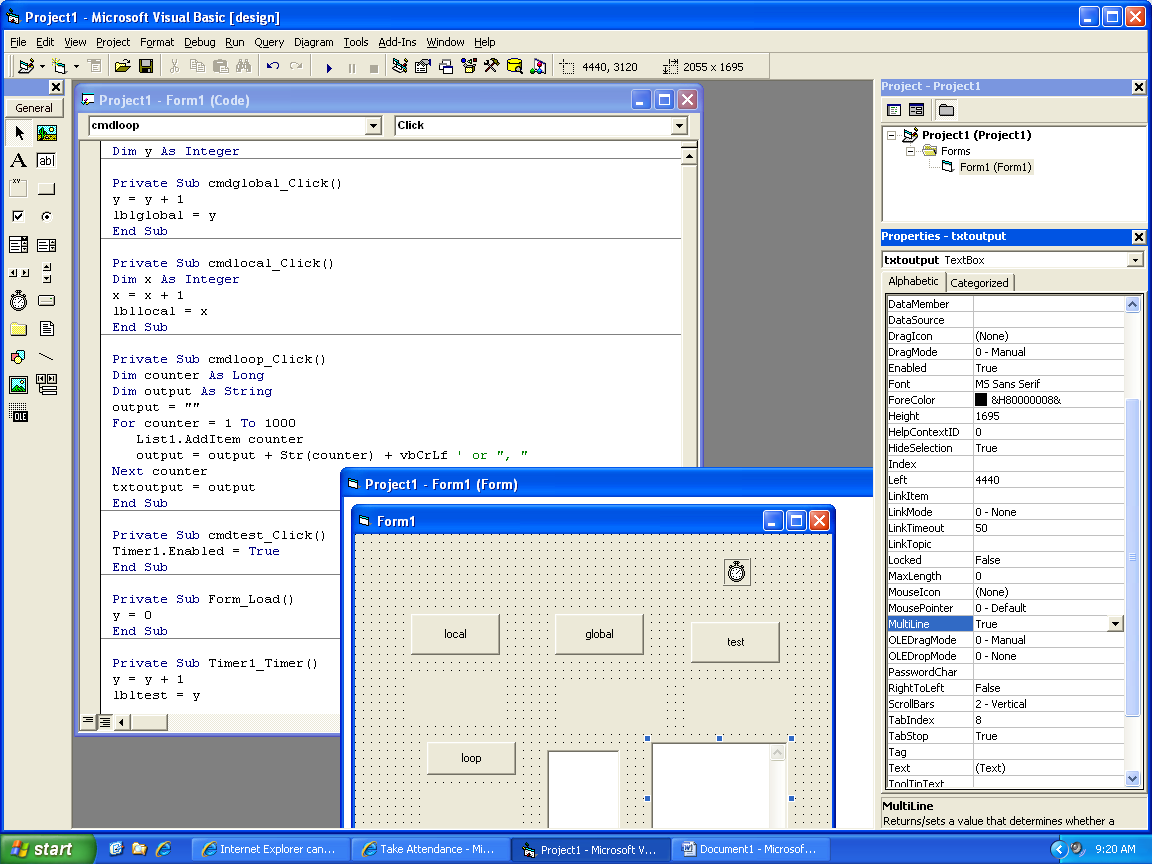 Project1 - Microsoft Visual Basic [design]
File Edit View Project Format Debug Run Query Diagram Tools Add-Ins Window Help
4440, 3120 2055 x 1695
General
A ab|
xy
OLE
Project1 - Form1 (Code)
cmdloop Click
Dim y As Integer
Private Sub cmdglobal_Click()
y = y + 1
lblglobal = y
End Sub
Private Sub cmdlocal_Click()
Dim x As Integer
x = x + 1
lbllocal = x
End Sub
Private Sub cmdloop_Click()
Dim counter As Long
Dim output As String
output = ""
For counter = 1 To 1000
List1.AddItem counter
output = output + Str(counter) + vbCrLf ' or ", "
Next counter
txtoutput = output
End Sub
Private Sub cmdtest_Click()
Timer1.Enabled = True
End Sub
Private Sub Form_Load()
y = 0
End Sub
Private Sub Timer1_Timer()
y = y + 1
lbltest = y
Project1 - Form1 (Form)
Form1
local global test
loop
Project - Project1
Project1 (Project1)
Forms
Form1 (Form1)
Properties - txtoutput
txtoutput TextBox
Alphabetic Categorized
DataMember
DataSource
DragIcon (None)
DragMode 0 - Manual
Enabled True
Font MS Sans Serif
ForeColor &H80000008&
Height 1695
HelpContextID 0
HideSelection True
Index
Left 4440
LinkItem
LinkMode 0 - None
LinkTimeout 50
LinkTopic
Locked False
MaxLength 0
MouseIcon (None)
MousePointer 0 - Default
MultiLine True
OLEDragMode 0 - Manual
OLEDropMode 0 - None
PasswordChar
RightToLeft False
ScrollBars 2 - Vertical
TabIndex 8
TabStop True
Tag
Text (Text)
ToolTipText
MultiLine
Returns/sets a value that determines whether a
start Internet Explorer can... Take Attendance - Mi... Project1 - Microsoft V... Document1 - Microsof... 9:20 AM